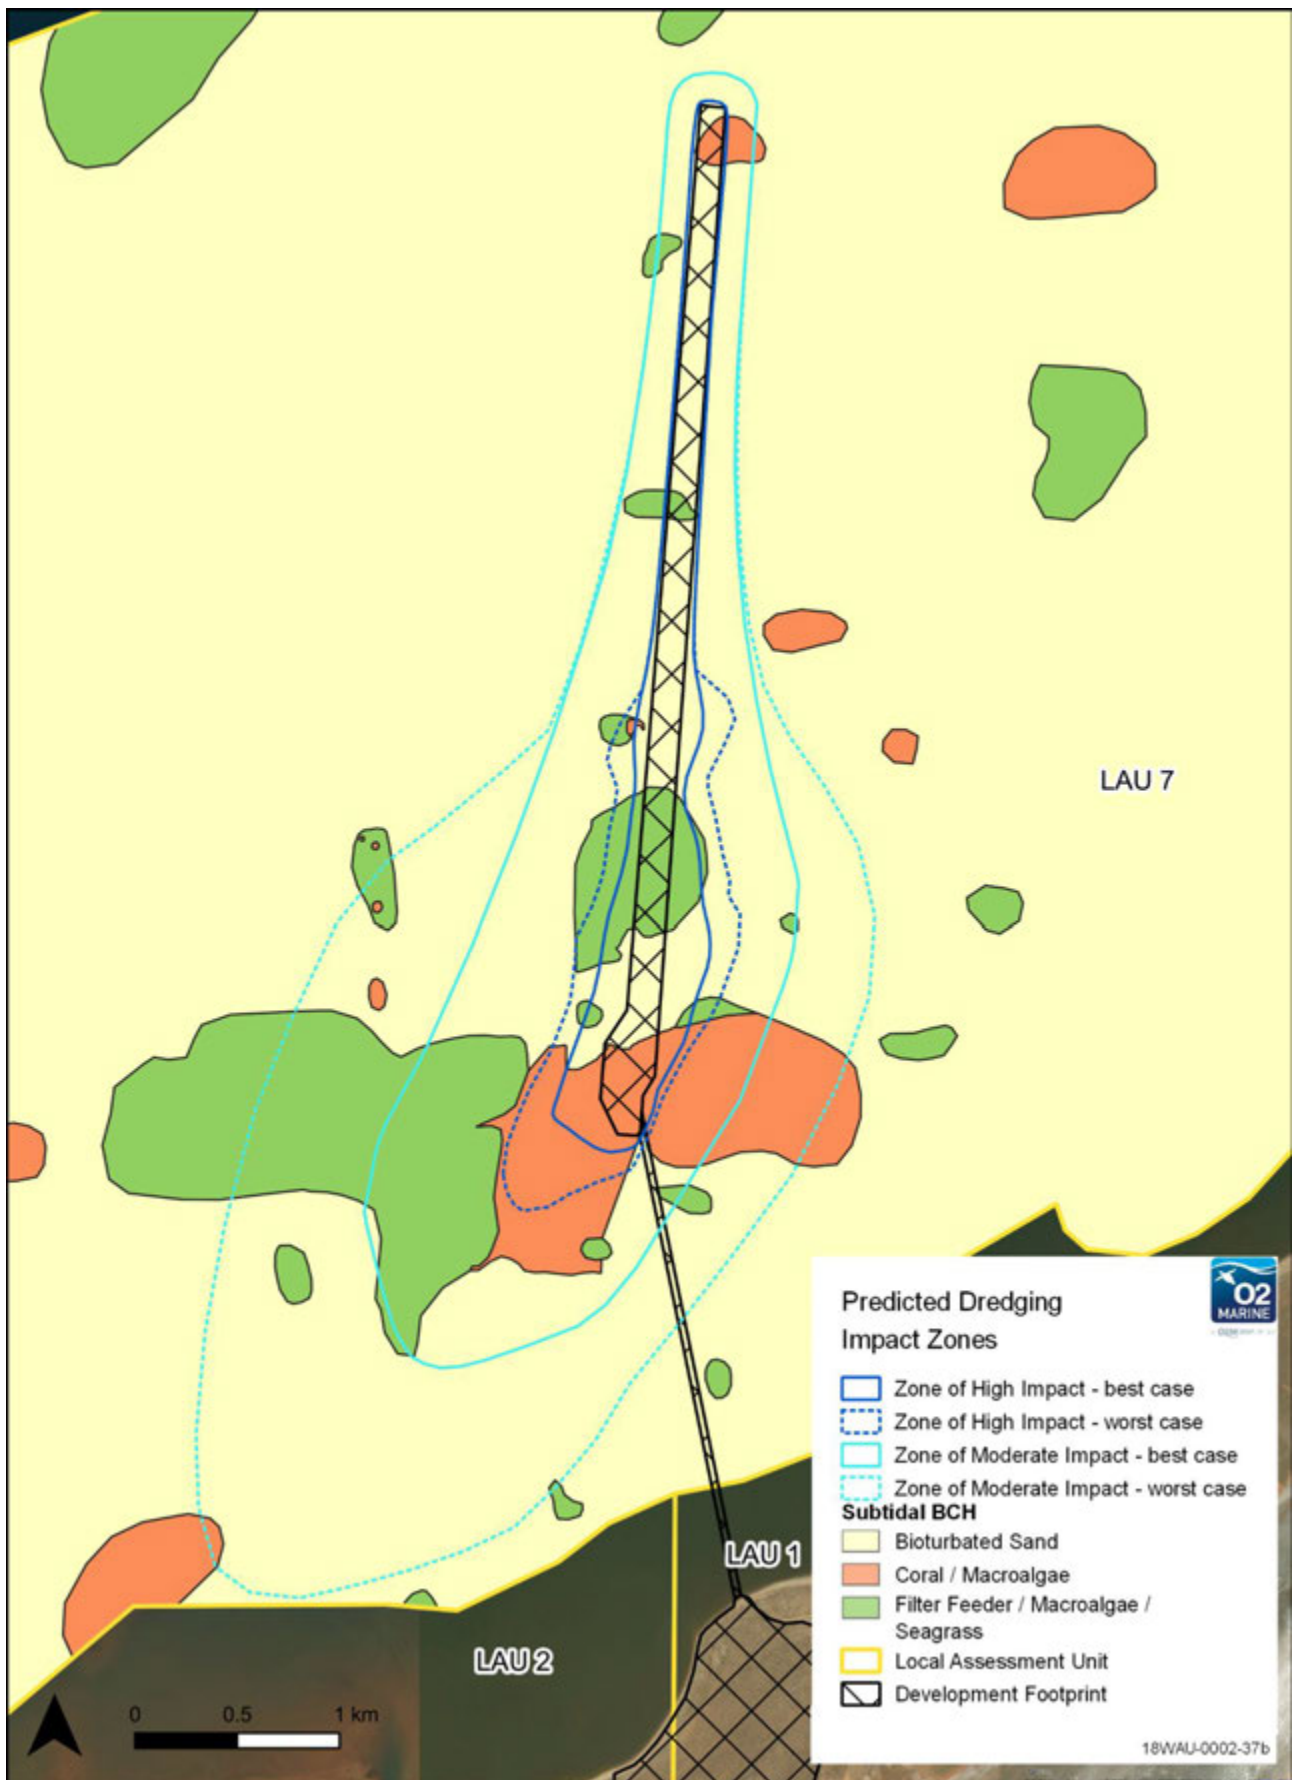 LAU 7
LAU 1
LAU 2
0 0.5 1 km
Predicted Dredging
Impact Zones
O2
MARINE
Zone of High Impact - best case
Zone of High Impact - worst case
Zone of Moderate Impact - best case
Zone of Moderate Impact - worst case
Subtidal BCH
Bioturbated Sand
Coral / Macroalgae
Filter Feeder / Macroalgae /
Seagrass
Local Assessment Unit
Development Footprint
18WAU-0002-37b